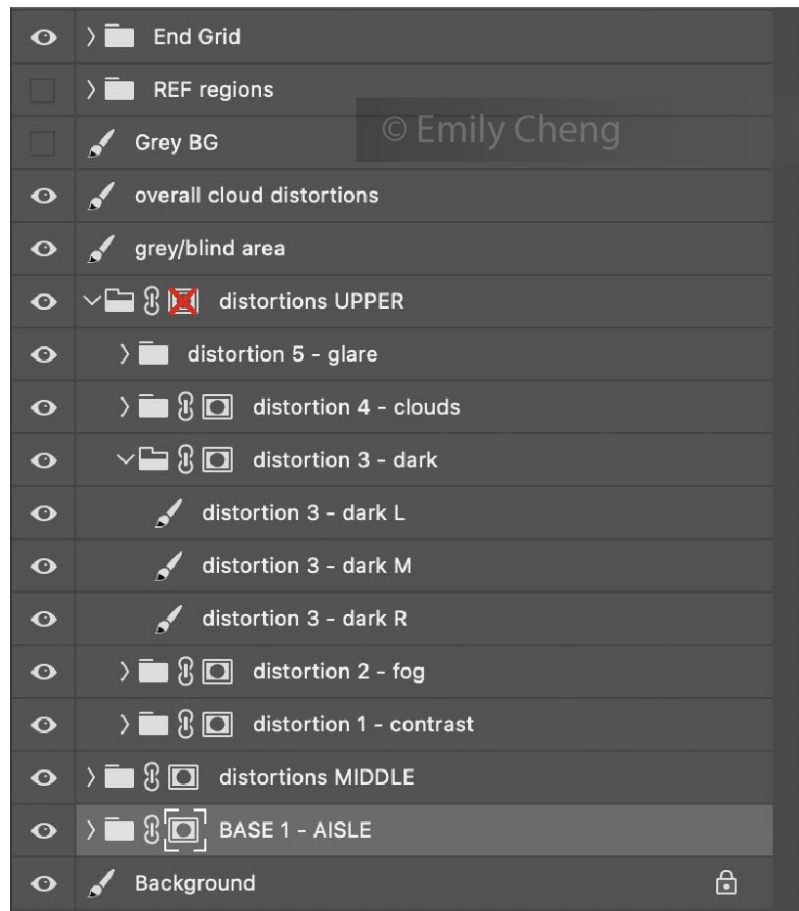 End Grid
REF regions
© Emily Cheng
Grey BG
overall cloud distortions
grey/blind area
distortions UPPER
distortion 5 - glare
distortion 4 - clouds
distortion 3 - dark
distortion 3 - dark L
distortion 3 - dark M
distortion 3 - dark R
distortion 2 - fog
distortion 1 - contrast
distortions MIDDLE
BASE 1 - AISLE
Background